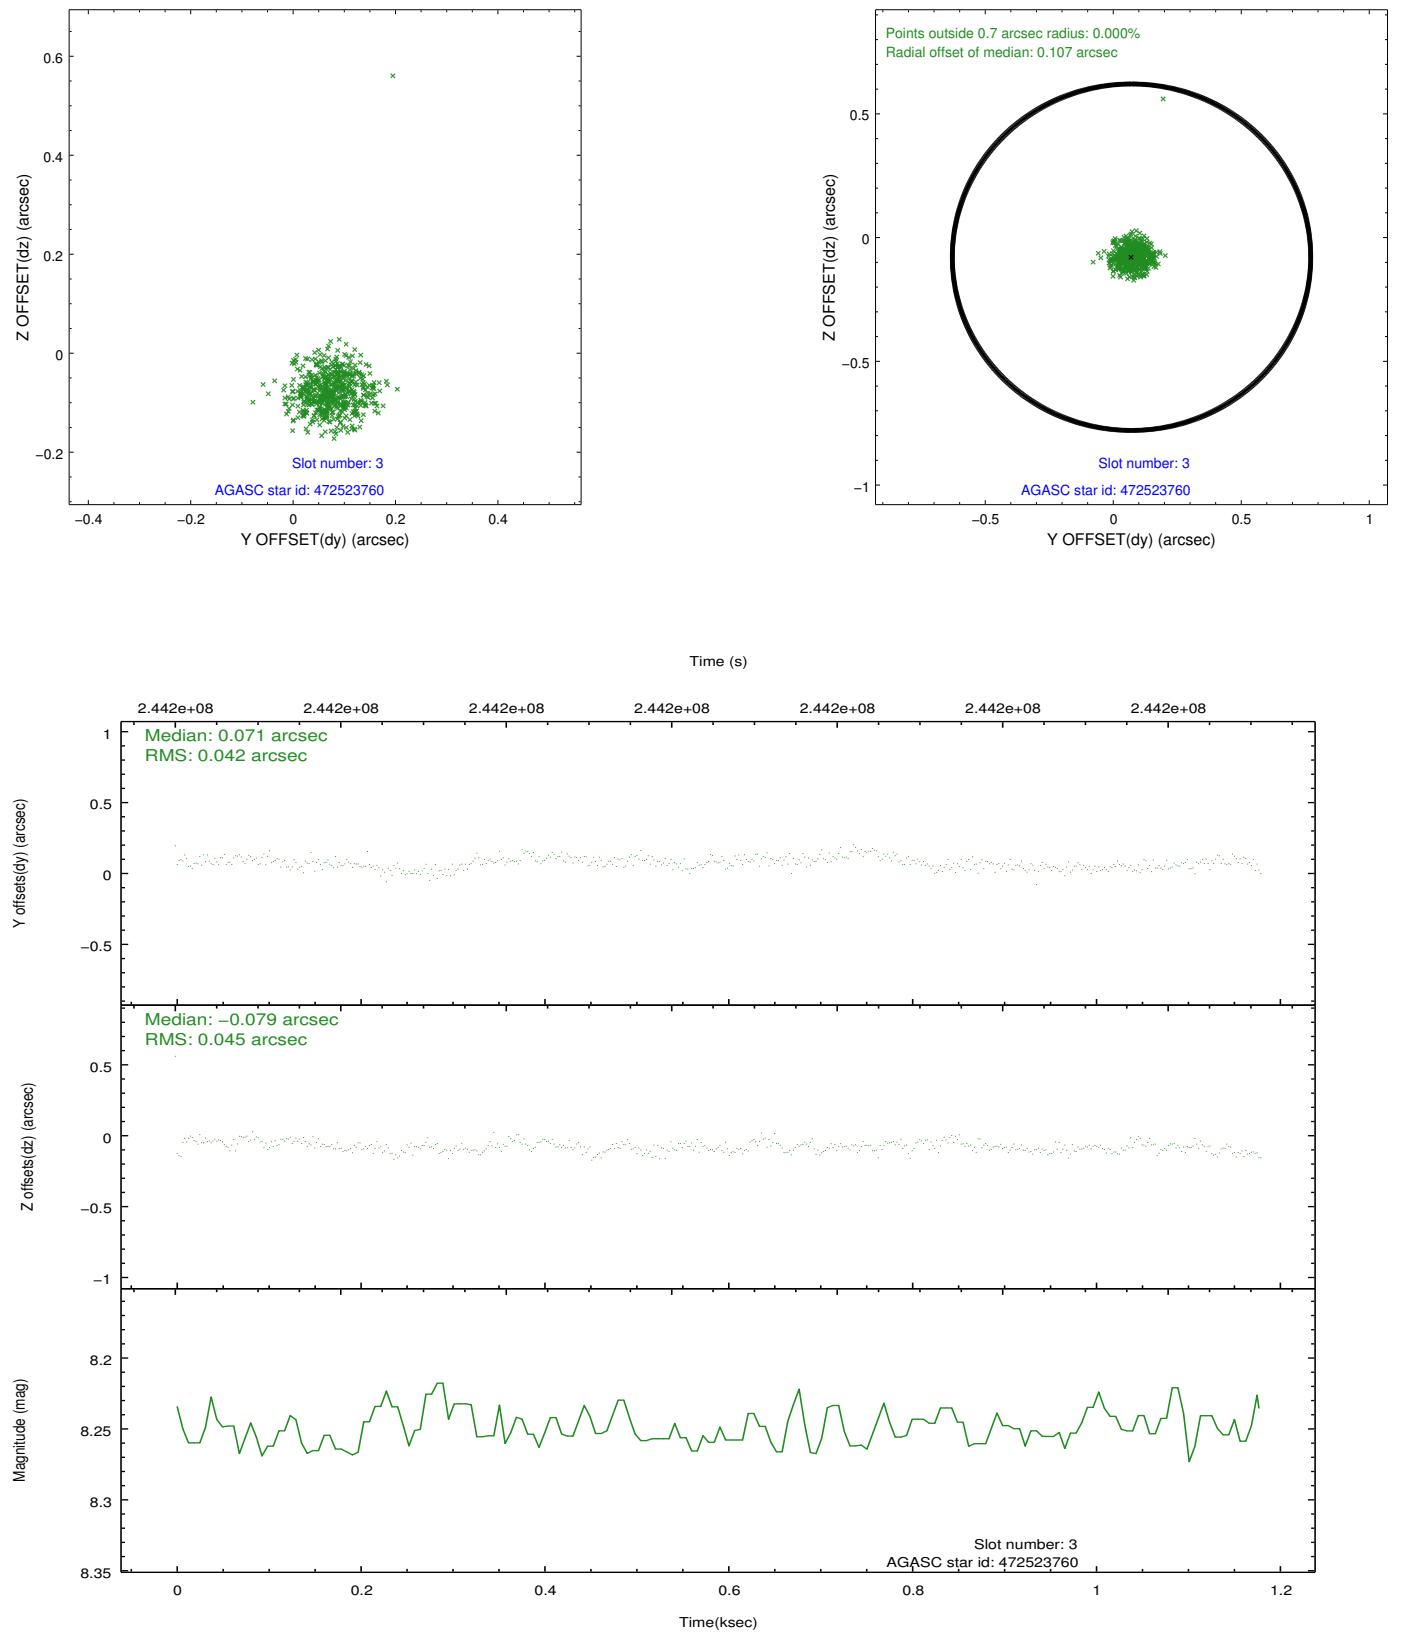 0.6
0.4
0.2
0
−0.2
Z OFFSET(dz) (arcsec)
Slot number: 3
AGASC star id: 472523760
−0.4 −0.2 0 0.2 0.4
Y OFFSET(dy) (arcsec)
Points outside 0.7 arcsec radius: 0.000%
Radial offset of median: 0.107 arcsec
0.5
0
−0.5
−1
Z OFFSET(dz) (arcsec)
Slot number: 3
AGASC star id: 472523760
−0.5 0 0.5 1
Y OFFSET(dy) (arcsec)
Time (s)
2.442e+08 2.442e+08 2.442e+08 2.442e+08 2.442e+08 2.442e+08 2.442e+08
Median: 0.071 arcsec
RMS: 0.042 arcsec
1
0.5
0
−0.5
Y offsets(dy) (arcsec)
Median: −0.079 arcsec
RMS: 0.045 arcsec
0.5
0
−0.5
−1
Z offsets(dz) (arcsec)
8.2
8.25
8.3
8.35
Magnitude (mag)
Slot number: 3
AGASC star id: 472523760
0 0.2 0.4 0.6 0.8 1 1.2
Time(ksec)